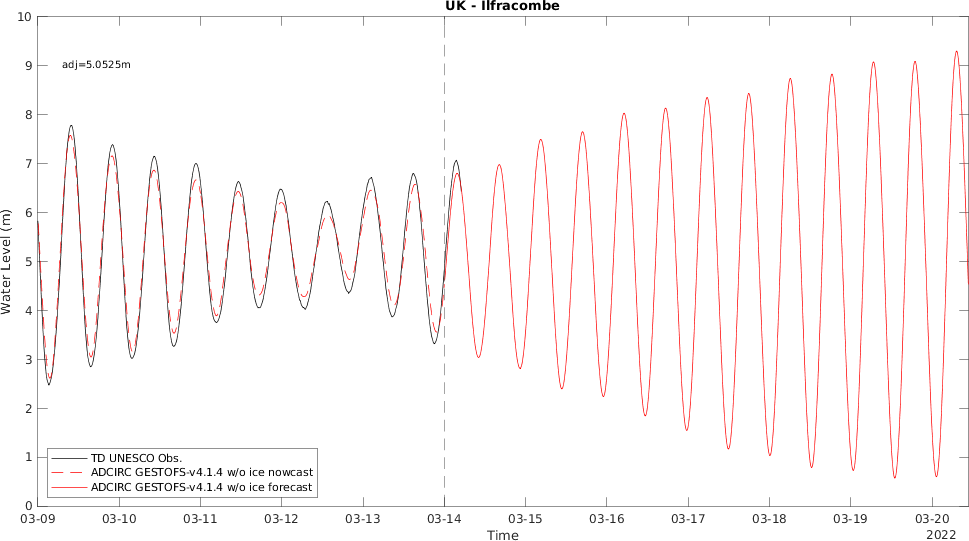 UK - Ilfracombe
10
9
8
7
6
5
4
3
2
1
0
Water Level (m)
adj=5.0525m
TD UNESCO Obs.
ADCIRC GESTOFS-v4.1.4 w/o ice nowcast
ADCIRC GESTOFS-v4.1.4 w/o ice forecast
03-09 03-10 03-11 03-12 03-13 03-14 03-15 03-16 03-17 03-18 03-19 03-20
2022
Time